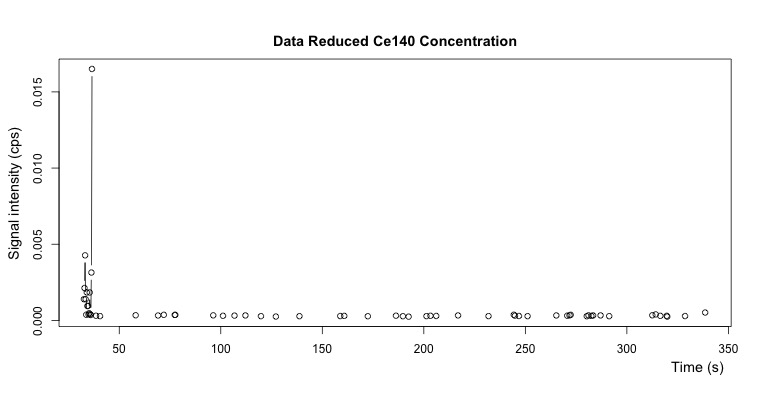 Data Reduced Ce140 Concentration
Signal intensity (cps)
0.015
0.010
0.005
0.000
50 100 150 200 250 300 350
Time (s)